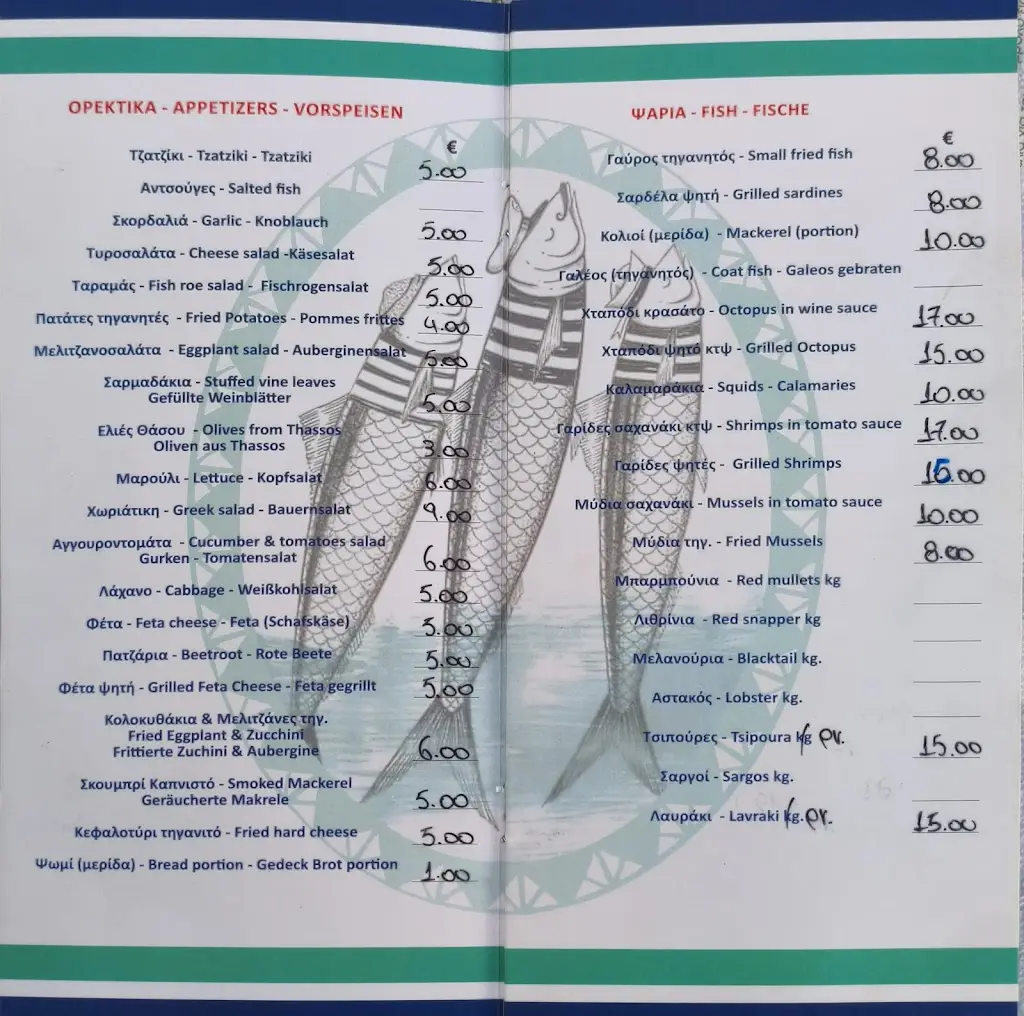 ΟΡΕΚΤΙΚΑ - APPETIZERS - VORSPEISEN
€
Τζατζίκι - Tzatziki - Tzatziki 5.00
Αντσούγες - Salted fish
Σκορδαλιά - Garlic - Knoblauch 5.00
Τυροσαλάτα - Cheese salad -Käsesalat 5.00
Ταραμάς - Fish roe salad - Fischrogensalat 5.00
Πατάτες τηγανητές - Fried Potatoes - Pommes frittes 4.00
Μελιτζανοσαλάτα - Eggplant salad - Auberginensalat 5.00
Σαρμαδάκια - Stuffed vine leaves
Gefüllte Weinblätter 5.00
Ελιές Θάσου - Olives from Thassos
Oliven aus Thassos 3.00
Μαρούλι - Lettuce - Kopfsalat 6.00
Χωριάτικη - Greek salad - Bauernsalat 9.00
Αγγουροντομάτα - Cucumber & tomatoes salad
Gurken - Tomatensalat 6.00
Λάχανο - Cabbage - Weißkohlsalat 5.00
Φέτα - Feta cheese - Feta (Schafskäse) 5.00
Πατζάρια - Beetroot - Rote Beete 5.00
Φέτα ψητή - Grilled Feta Cheese - Feta gegrillt 5.00
Κολοκυθάκια & Μελιτζάνες τηγ.
Fried Eggplant & Zucchini
Frittierte Zuchini & Aubergine 6.00
Σκουμπρί Καπνιστό - Smoked Mackerel
Geräucherte Makrele 5.00
Κεφαλοτύρι τηγανιτό - Fried hard cheese 5.00
Ψωμί (μερίδα) - Bread portion - Gedeck Brot portion 1.00
ΨΑΡΙΑ - FISH - FISCHE
€
Γαύρος τηγανητός - Small fried fish 8.00
Σαρδέλα ψητή - Grilled sardines 8.00
Κολιοί (μερίδα) - Mackerel (portion) 10.00
Γαλέος (τηγανητός) - Coat fish - Galeos gebraten
Χταπόδι κρασάτο - Octopus in wine sauce 17.00
Χταπόδι ψητό κτψ - Grilled Octopus 15.00
Καλαμαράκια - Squids - Calamaries 10.00
Γαρίδες σαχανάκι κτψ - Shrimps in tomato sauce 17.00
Γαρίδες ψητές - Grilled Shrimps 15.00
Μύδια σαχανάκι - Mussels in tomato sauce 10.00
Μύδια τηγ. - Fried Mussels 8.00
Μπαρμπούνια - Red mullets kg
Λιθρίνια - Red snapper kg
Μελανούρια - Blacktail kg.
Αστακός - Lobster kg.
Τσιπούρες - Tsipoura kg pr. 15.00
Σαργοί - Sargos kg.
Λαυράκι - Lavraki kg. pr. 15.00